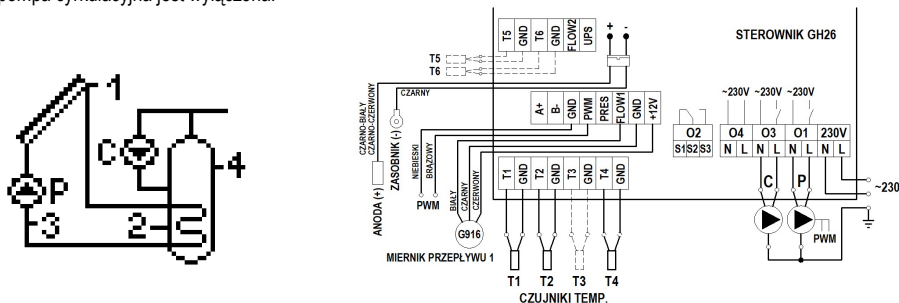 pompa cyrkulacyjna jest wyłączona.
1
C
P
4
3
2
STEROWNIK GH26
T5 GND T6 GND FLOW2 UPS
+ -
T5
T6
CZARNY
CZARNO-BIAŁY
CZARNO-CZERWONY
ANODA (+)
ZASOBNIK (-)
A+ B- GND PWM PRES FLOW1 GND +12V
NIEBIESKI
BRĄZOWY
PWM
BIAŁY
CZARNY
CZERWONY
G916
MIERNIK PRZEPŁYWU 1
T1 GND T2 GND T3 GND T4 GND
T1 T2 T3 T4
CZUJNIKI TEMP.
~230V ~230V ~230V
O2 O4 O3 O1 230V
S1 S2 S3 N L N L N L N L
C P
~230
PWM